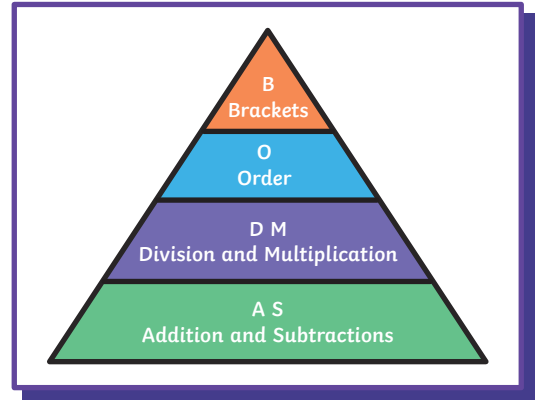 B
Brackets
O
Order
D M
Division and Multiplication
A S
Addition and Subtractions